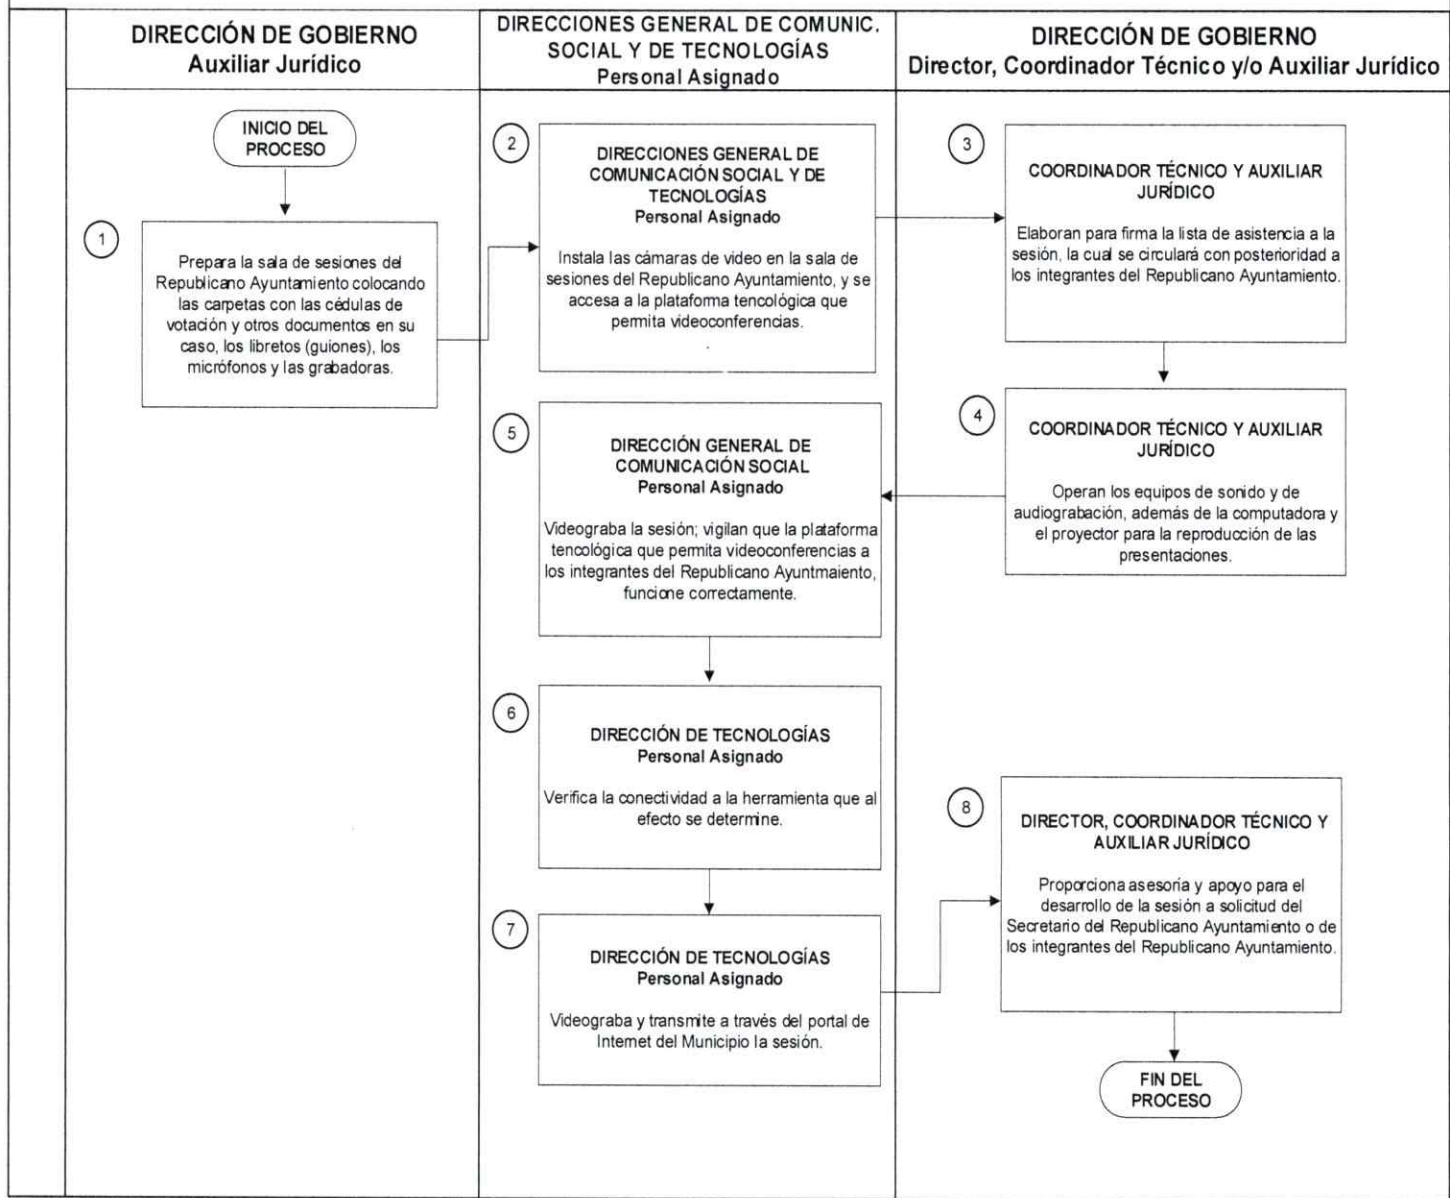 DIRECCIÓN DE GOBIERNO
Auxiliar Jurídico
DIRECCIONES GENERAL DE COMUNIC.
SOCIAL Y DE TECNOLOGÍAS
Personal Asignado
DIRECCIÓN DE GOBIERNO
Director, Coordinador Técnico y/o Auxiliar Jurídico
INICIO DEL
PROCESO
1
Prepara la sala de sesiones del
Republicano Ayuntamiento colocando
las carpetas con las cédulas de
votación y otros documentos en su
caso, los libretos (guiones), los
micrófonos y las grabadoras.
2
DIRECCIONES GENERAL DE
COMUNICACIÓN SOCIAL Y DE
TECNOLOGÍAS
Personal Asignado
Instala las cámaras de video en la sala de
sesiones del Republicano Ayuntamiento, y se
accesa a la plataforma tencológica que
permita videoconferencias.
3
COORDINADOR TÉCNICO Y AUXILIAR
JURÍDICO
Elaboran para firma la lista de asistencia a la
sesión, la cual se circulará con posterioridad a
los integrantes del Republicano Ayuntamiento.
4
COORDINADOR TÉCNICO Y AUXILIAR
JURÍDICO
Operan los equipos de sonido y de
audiograbación, además de la computadora y
el proyector para la reproducción de las
presentaciones.
5
DIRECCIÓN GENERAL DE
COMUNICACIÓN SOCIAL
Personal Asignado
Videograba la sesión; vigilan que la plataforma
tencológica que permita videoconferencias a
los integrantes del Republicano Ayuntmaiento,
funcione correctamente.
6
DIRECCIÓN DE TECNOLOGÍAS
Personal Asignado
Verifica la conectividad a la herramienta que al
efecto se determine.
7
DIRECCIÓN DE TECNOLOGÍAS
Personal Asignado
Videograba y transmite a través del portal de
Internet del Municipio la sesión.
8
DIRECTOR, COORDINADOR TÉCNICO Y
AUXILIAR JURÍDICO
Proporciona asesoría y apoyo para el
desarrollo de la sesión a solicitud del
Secretario del Republicano Ayuntamiento o de
los integrantes del Republicano Ayuntamiento.
FIN DEL
PROCESO